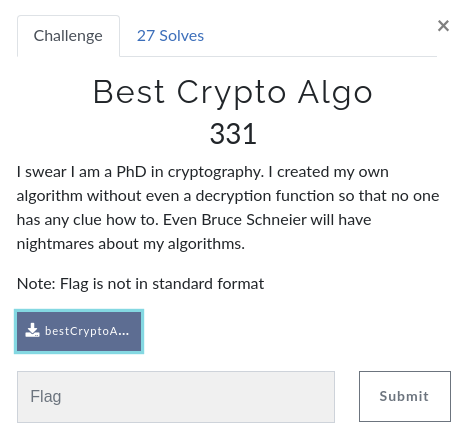 Challenge
27 Solves
×
Best Crypto Algo
331
I swear I am a PhD in cryptography. I created my own
algorithm without even a decryption function so that no one
has any clue how to. Even Bruce Schneier will have
nightmares about my algorithms.
Note: Flag is not in standard format
bestCryptoA...
Flag
Submit